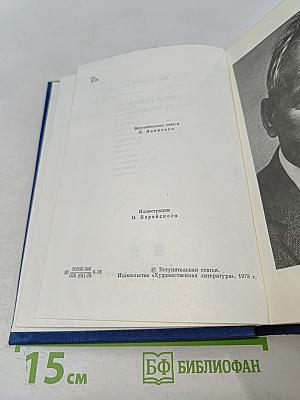 Вступительная статья
Л. Якименко
Иллюстрации
О. Верейского
© Вступительная статья.
Издательство «Художественная литература», 1978 г.
15 см
БФ БИБЛИОФАН